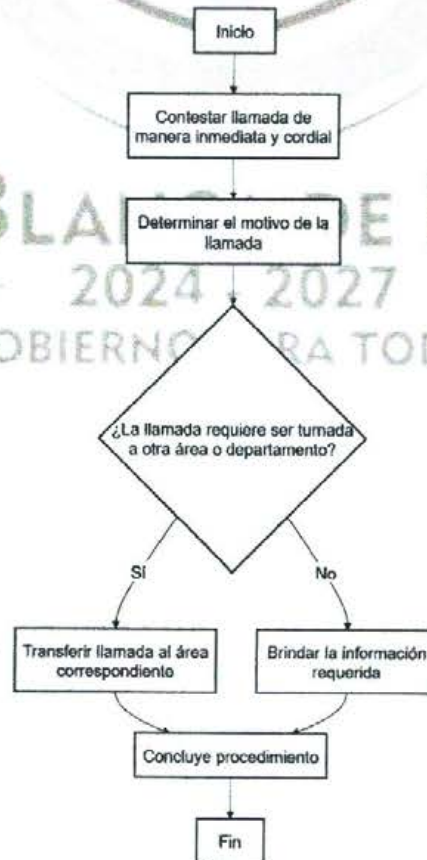 Inicio
Contestar llamada de
manera inmediata y cordial
Determinar el motivo de la
llamada
2024 - 2027
¿La llamada requiere ser turnada
a otra área o departamento?
Sí
No
Transferir llamada al área
correspondiente
Brindar la información
requerida
Concluye procedimiento
Fin